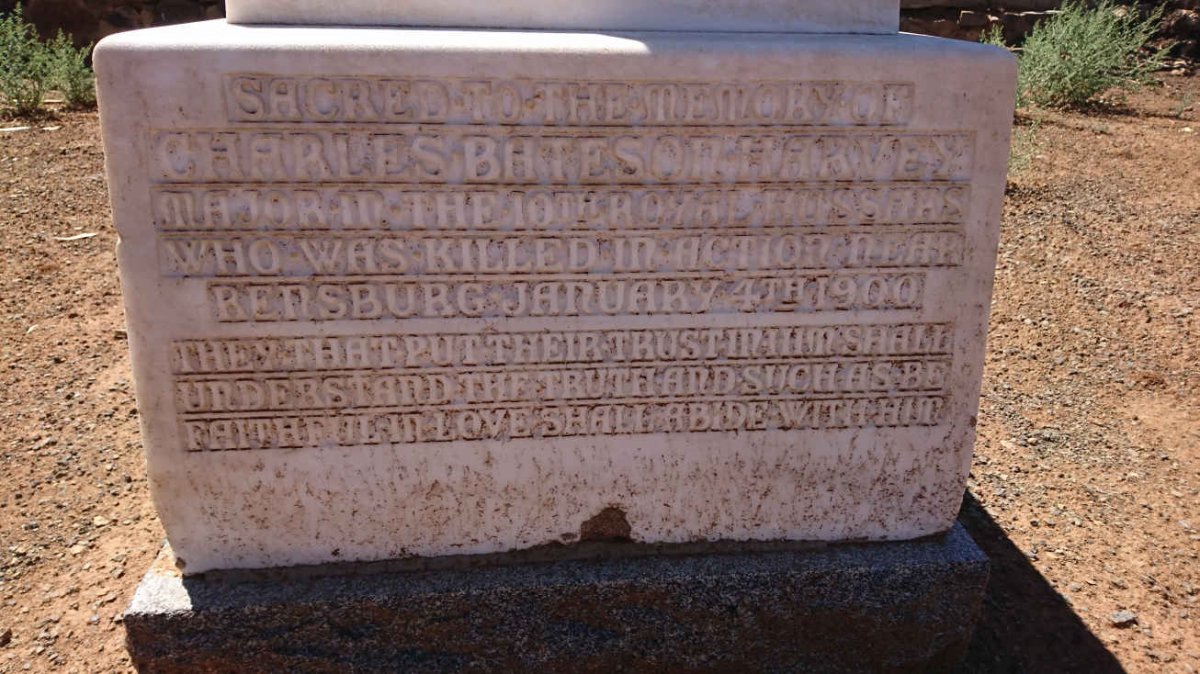 SACRED·TO·THE·MEMORY·OF
CHARLES·BATESON·HARVEY
MAJOR·IN·THE·10TH·ROYAL·HUSSARS
WHO·WAS·KILLED·IN·ACTION·NEAR
RENSBURG·JANUARY·4TH·1900
THEY·THAT·PUT·THEIR·TRUST·IN·HIM·SHALL
UNDERSTAND·THE·TRUTH·AND·SUCH·AS·BE
FAITHFUL·IN·LOVE·SHALL·ABIDE·WITH·HIM